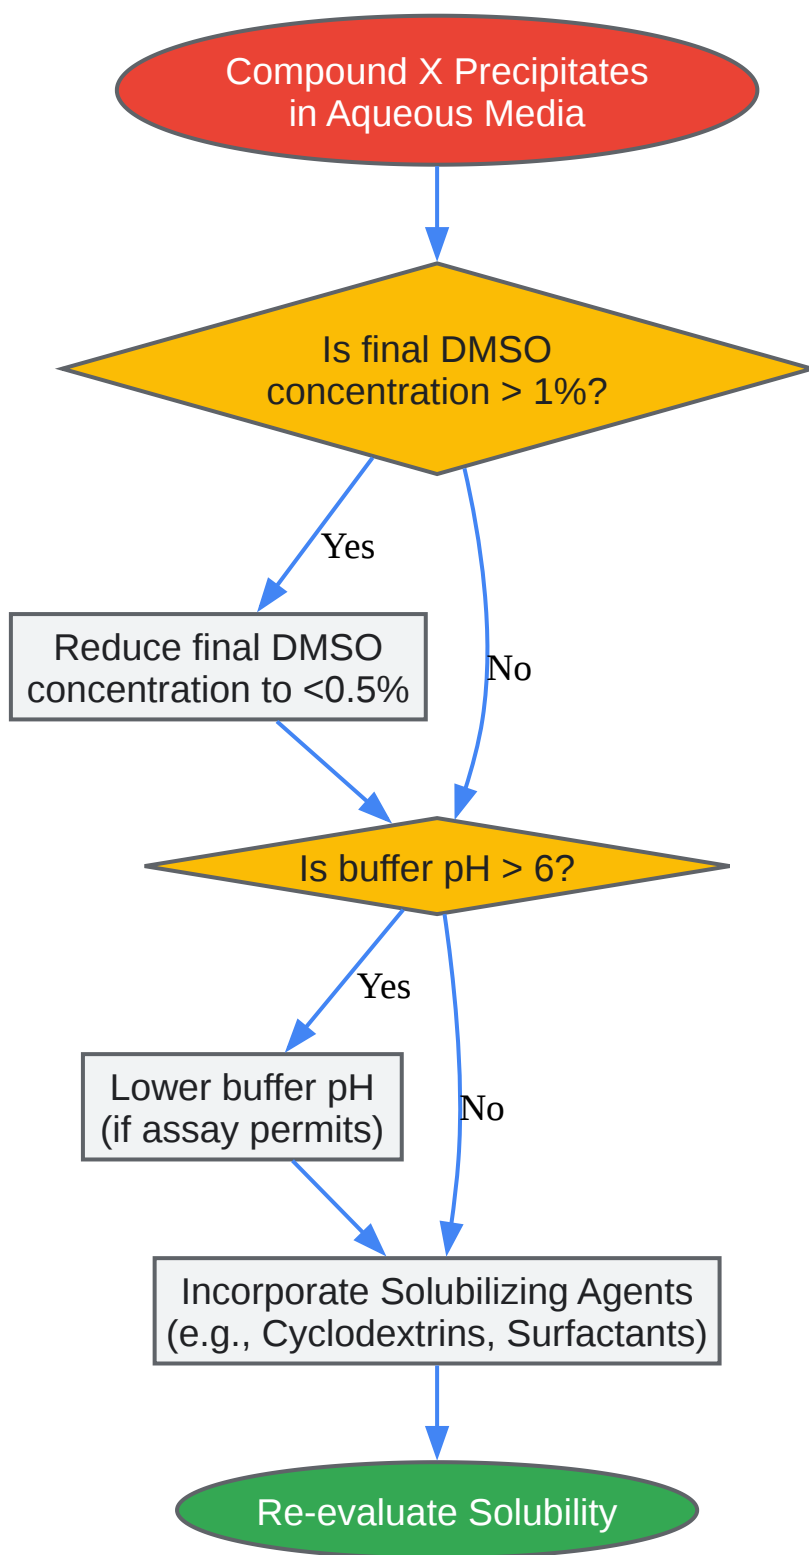 Compound X Precipitates
in Aqueous Media
Is final DMSO
concentration > 1%?
Yes
Reduce final DMSO
concentration to <0.5%
No
Is buffer pH > 6?
Yes
Lower buffer pH
(if assay permits)
No
Incorporate Solubilizing Agents
(e.g., Cyclodextrins, Surfactants)
Re-evaluate Solubility